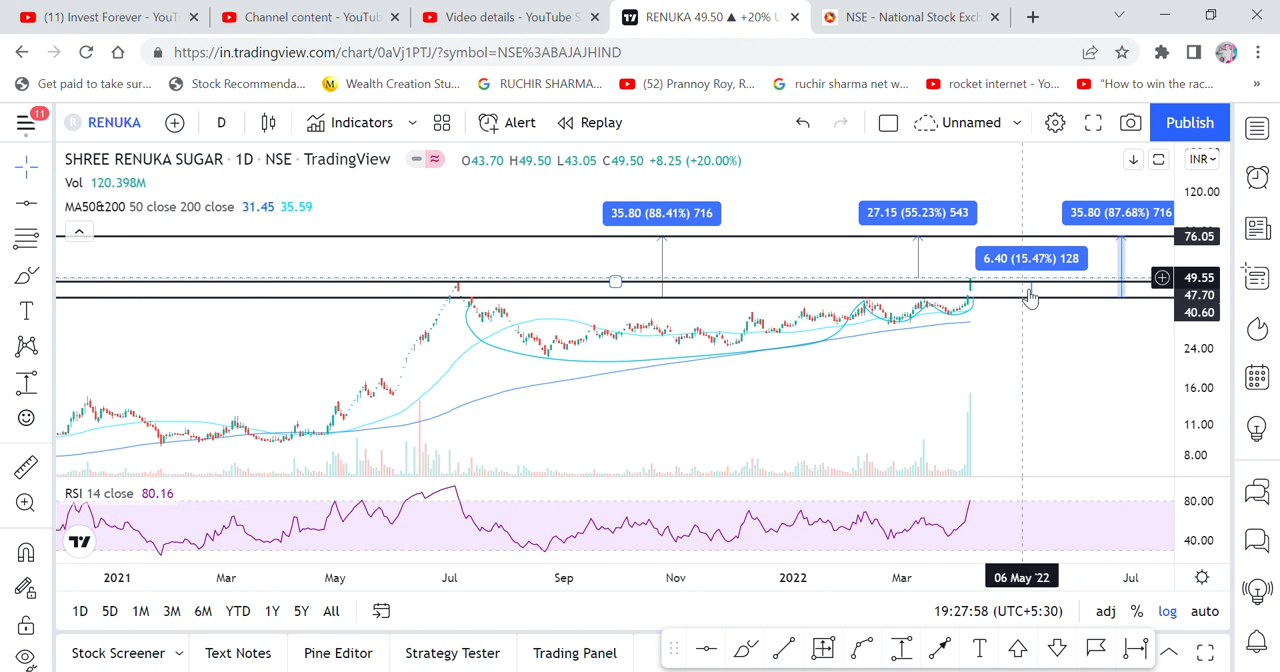 (11) Invest Forever - YouT
Channel content - YouTub
Video details - YouTube S
RENUKA 49.50 ▲ +20% U
NSE - National Stock Exch
https://in.tradingview.com/chart/0aVj1PTJ/?symbol=NSE%3ABAJAJHIND
Get paid to take sur...
Stock Recommenda...
Wealth Creation Stu...
RUCHIR SHARMA...
(52) Prannoy Roy, R...
ruchir sharma net w...
rocket internet - Yo...
"How to win the rac...
»
11
R RENUKA
D
Indicators
Alert
Replay
Unnamed
Publish
SHREE RENUKA SUGAR · 1D · NSE · TradingView
O43.70 H49.50 L43.05 C49.50 +8.25 (+20.00%)
INR
Vol 120.398M
120.00
MA50&200 50 close 200 close 31.45 35.59
35.80 (88.41%) 716
27.15 (55.23%) 543
35.80 (87.68%) 716
76.05
6.40 (15.47%) 128
49.55
47.70
40.60
24.00
16.00
11.00
8.00
RSI 14 close 80.16
80.00
40.00
2021
Mar
May
Jul
Sep
Nov
2022
Mar
06 May '22
Jul
1D 5D 1M 3M 6M YTD 1Y 5Y All
19:27:58 (UTC+5:30)
adj % log auto
Stock Screener
Text Notes
Pine Editor
Strategy Tester
Trading Panel